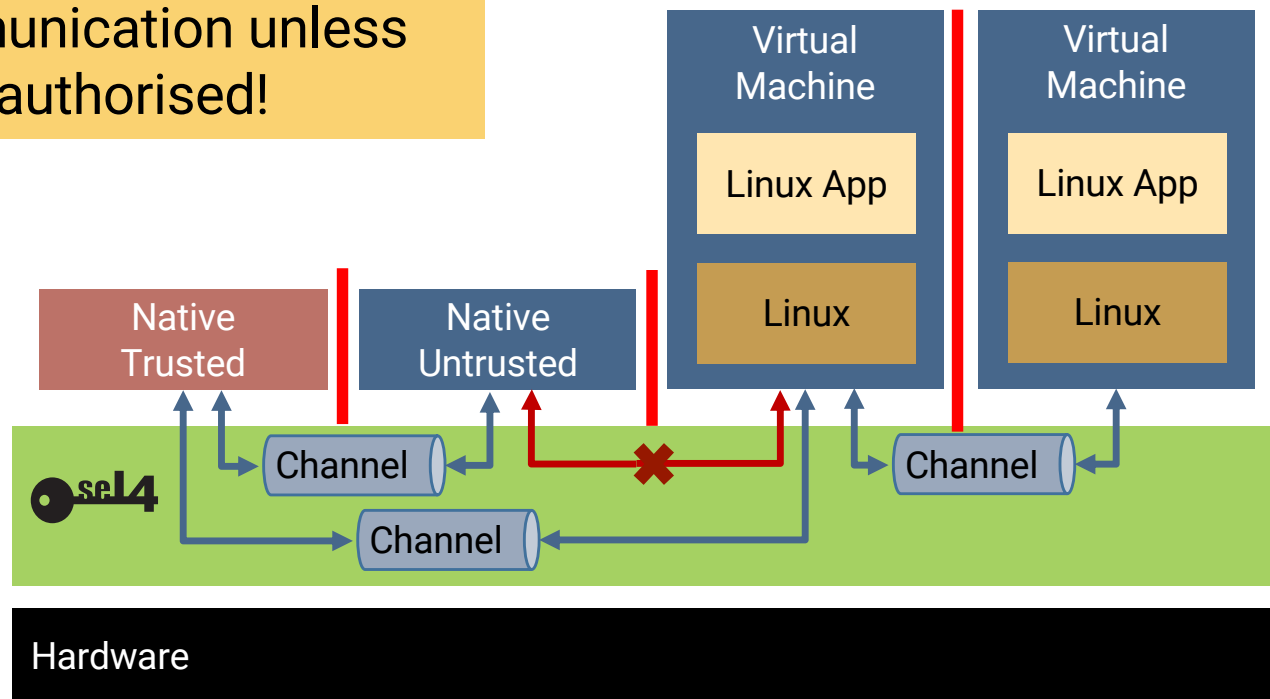 unication unless
authorised!
Virtual
Machine
Linux App
Linux
Virtual
Machine
Linux App
Linux
Native
Trusted
Native
Untrusted
Channel
Channel
Channel
seL4
Hardware